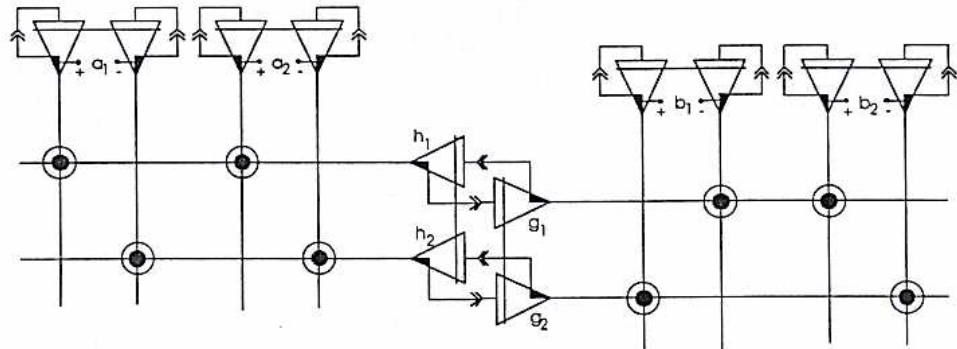 + a₁ - + a₂ -
+ b₁ - + b₂ -
h₁
g₁
h₂
g₂